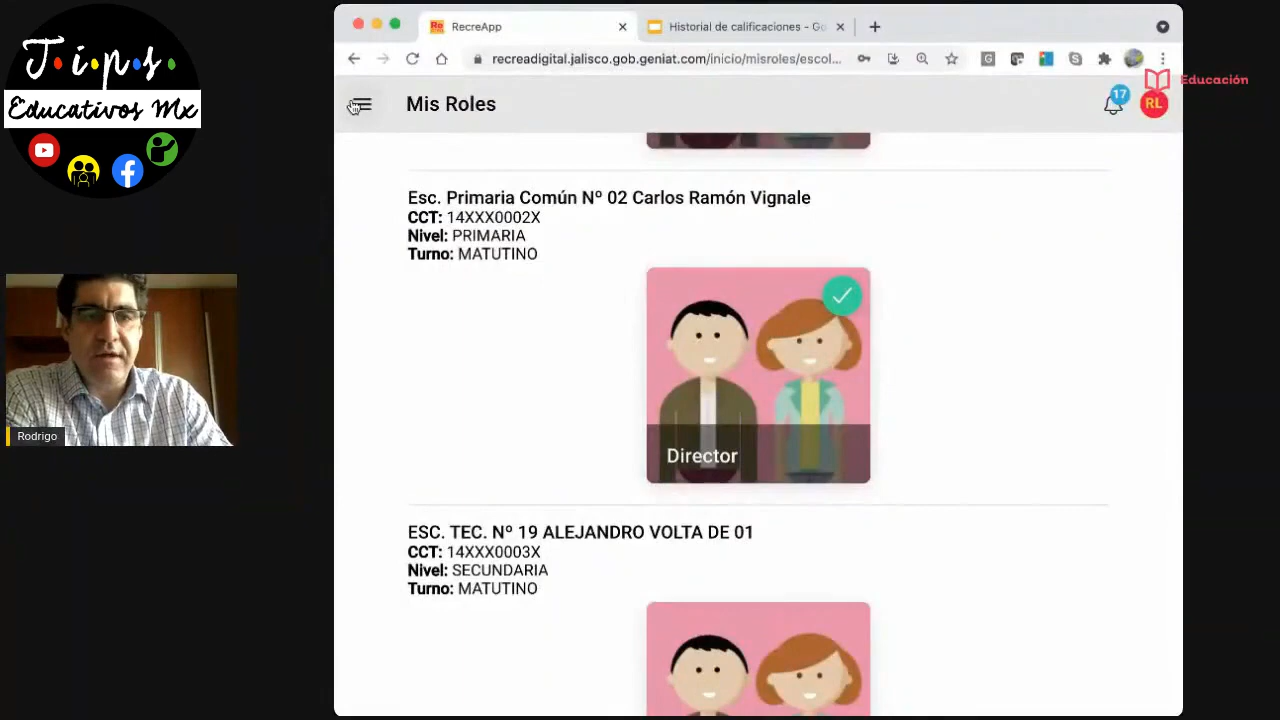 T.i.p.s.
Educativos Mx
Rodrigo
RecreApp
Historial de calificaciones - Go
recreadigital.jalisco.gob.geniat.com/inicio/misroles/escol...
Mis Roles
17
RL
Educación
Esc. Primaria Común Nº 02 Carlos Ramón Vignale
CCT: 14XXX0002X
Nivel: PRIMARIA
Turno: MATUTINO
Director
ESC. TEC. Nº 19 ALEJANDRO VOLTA DE 01
CCT: 14XXX0003X
Nivel: SECUNDARIA
Turno: MATUTINO